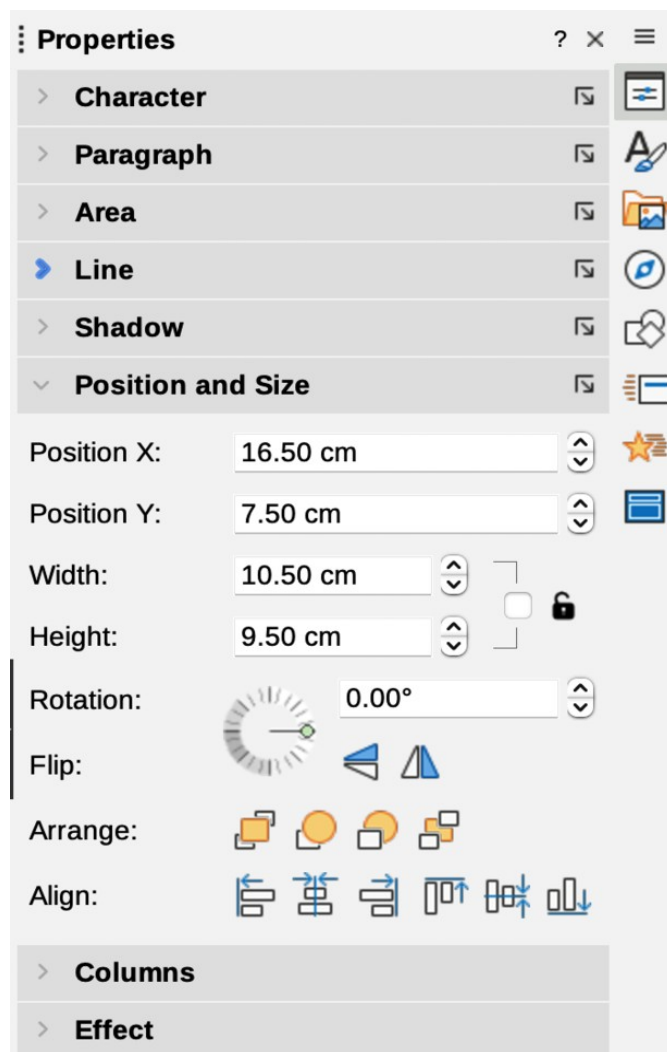 Properties ?
Character
Paragraph
Area
Line
Shadow
Position and Size
Position X: 16.50 cm
Position Y: 7.50 cm
Width: 10.50 cm
Height: 9.50 cm
Rotation: 0.00°
Flip:
Arrange:
Align:
Columns
Effect